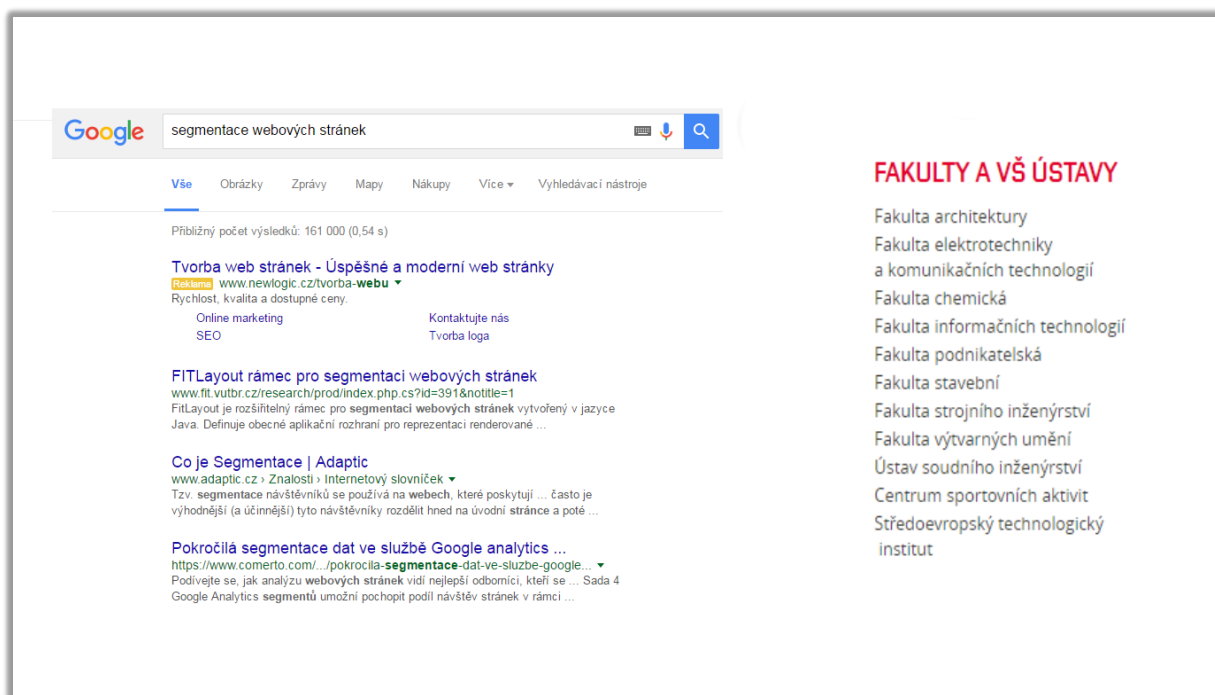 Google
segmentace webových stránek
Vše Obrázky Zprávy Mapy Nákupy Více Vyhledávací nástroje
Přibližný počet výsledků: 161 000 (0,54 s)
Tvorba web stránek - Úspěšné a moderní web stránky
Reklama www.newlogic.cz/tvorba-webu
Rychlost, kvalita a dostupné ceny.
Online marketing Kontaktujte nás
SEO Tvorba loga
FITLayout rámec pro segmentaci webových stránek
www.fit.vutbr.cz/research/prod/index.php.cs?id=391&notitle=1
FitLayout je rozšiřitelný rámec pro segmentaci webových stránek vytvořený v jazyce
Java. Definuje obecné aplikační rozhraní pro reprezentaci renderované ...
Co je Segmentace | Adaptic
www.adaptic.cz › Znalosti › Internetový slovníček
Tzv. segmentace návštěvníků se používá na webech, které poskytují ... často je
výhodnější (a účinnější) tyto návštěvníky rozdělit hned na úvodní stránce a poté ...
Pokročilá segmentace dat ve službě Google analytics ...
https://www.comerto.com/.../pokrocila-segmentace-dat-ve-sluzbe-google...
Podívejte se, jak analýzu webových stránek vidí nejlepší odborníci, kteří se ... Sada 4
Google Analytics segmentů umožní pochopit podíl návštěv stránek v rámci ...
FAKULTY A VŠ ÚSTAVY
Fakulta architektury
Fakulta elektrotechniky
a komunikačních technologií
Fakulta chemická
Fakulta informačních technologií
Fakulta podnikatelská
Fakulta stavební
Fakulta strojního inženýrství
Fakulta výtvarných umění
Ústav soudního inženýrství
Centrum sportovních aktivit
Středoevropský technologický
institut